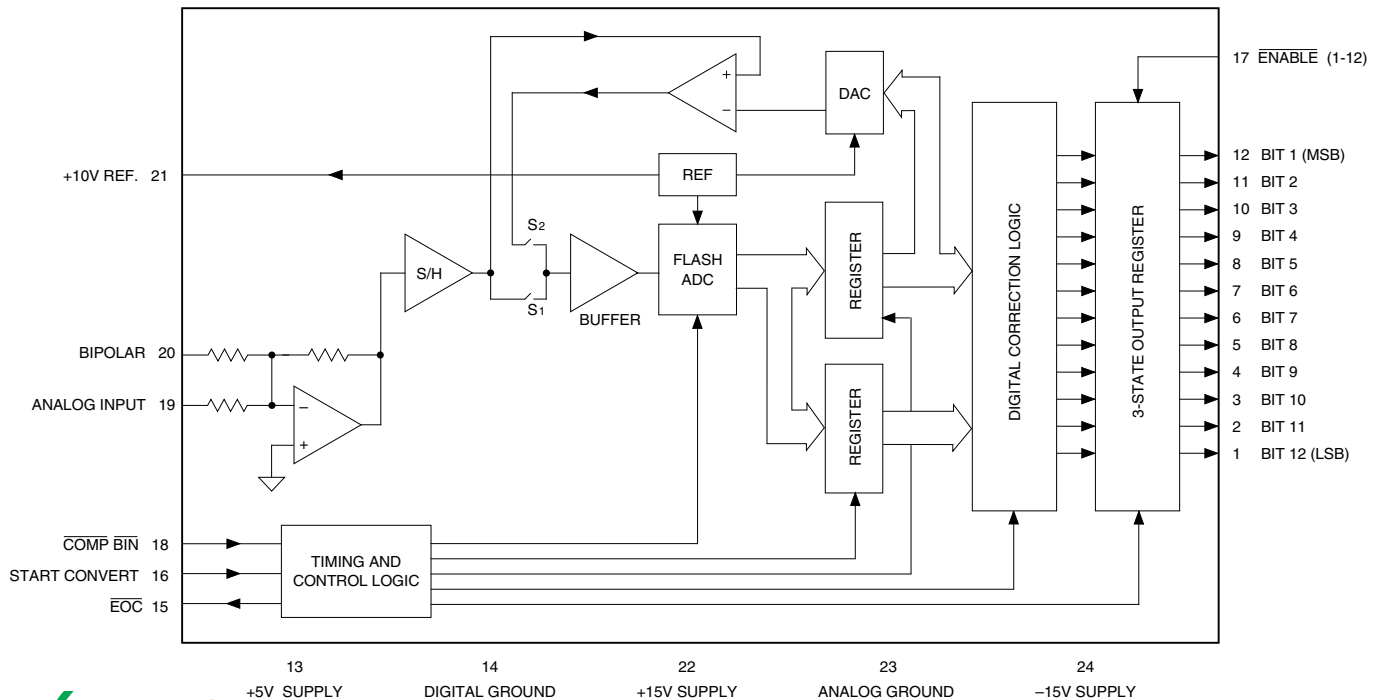 17 ENABLE (1-12)
+
–
DAC
+10V REF. 21
REF
12 BIT 1 (MSB)
11 BIT 2
10 BIT 3
9 BIT 4
8 BIT 5
7 BIT 6
6 BIT 7
5 BIT 8
4 BIT 9
3 BIT 10
2 BIT 11
1 BIT 12 (LSB)
S2
S/H
S1
BUFFER
FLASH
ADC
REGISTER
REGISTER
DIGITAL CORRECTION LOGIC
3-STATE OUTPUT REGISTER
BIPOLAR 20
ANALOG INPUT 19
–
+
COMP BIN 18
START CONVERT 16
EOC 15
TIMING AND
CONTROL LOGIC
13 14 22 23 24
+5V SUPPLY DIGITAL GROUND +15V SUPPLY ANALOG GROUND –15V SUPPLY